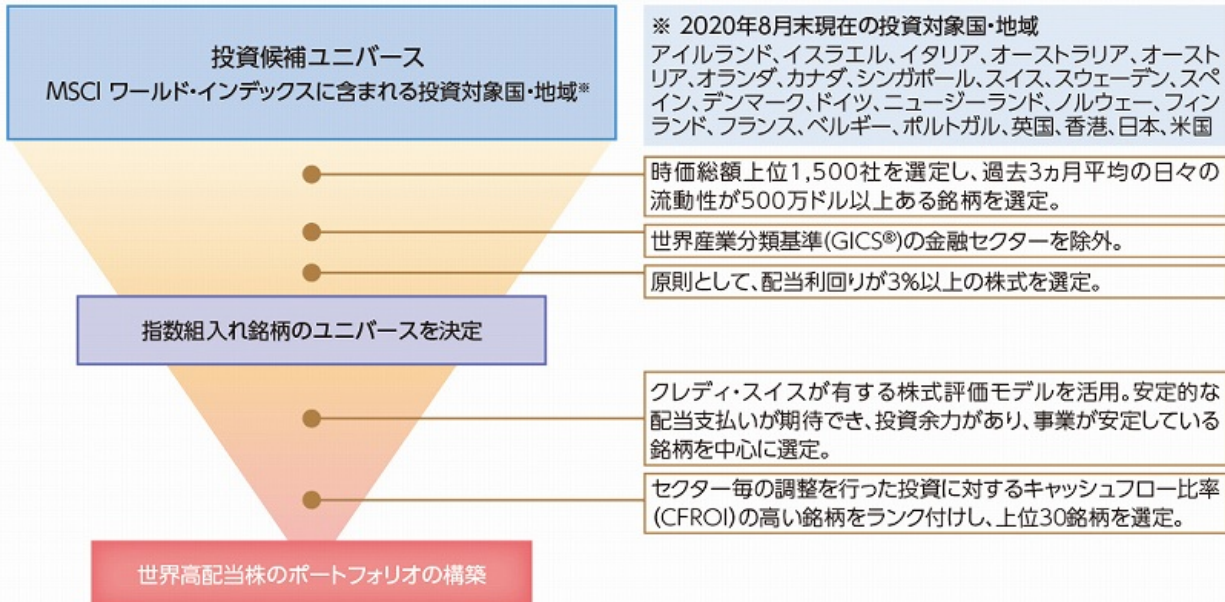 投資候補ユニバース
MSCI ワールド・インデックスに含まれる投資対象国・地域※
※ 2020年8月末現在の投資対象国・地域
アイルランド、イスラエル、イタリア、オーストラリア、オースト
リア、オランダ、カナダ、シンガポール、スイス、スウェーデン、スペ
イン、デンマーク、ドイツ、ニュージーランド、ノルウェー、フィン
ランド、フランス、ベルギー、ポルトガル、英国、香港、日本、米国
時価総額上位1,500社を選定し、過去3ヵ月平均の日々の
流動性が500万ドル以上ある銘柄を選定。
世界産業分類基準(GICS®)の金融セクターを除外。
原則として、配当利回りが3%以上の株式を選定。
指数組入れ銘柄のユニバースを決定
クレディ・スイスが有する株式評価モデルを活用。安定的な
配当支払いが期待でき、投資余力があり、事業が安定している
銘柄を中心に選定。
セクター毎の調整を行った投資に対するキャッシュフロー比率
(CFROI)の高い銘柄をランク付けし、上位30銘柄を選定。
世界高配当株のポートフォリオの構築